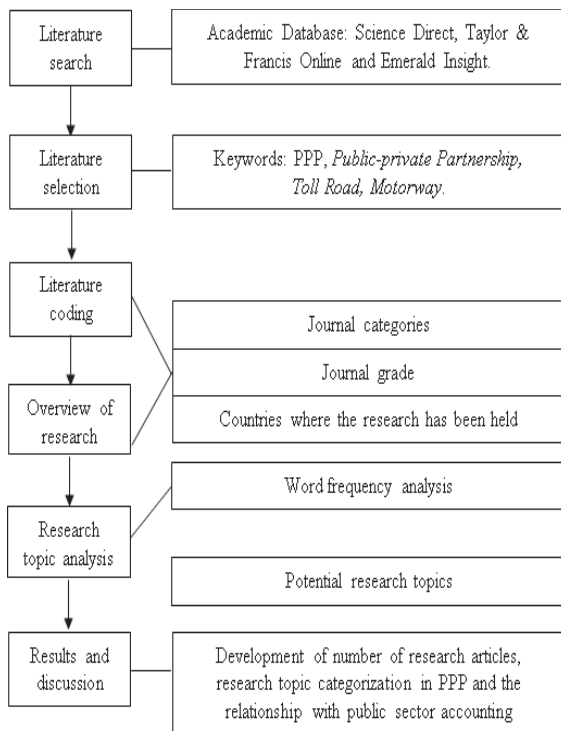 Literature
search
Academic Database: Science Direct, Taylor &
Francis Online and Emerald Insight.
Literature
selection
Keywords: PPP, Public-private Partnership,
Toll Road, Motorway.
Literature
coding
Journal categories
Journal grade
Overview of
research
Countries where the research has been held
Word frequency analysis
Research
topic analysis
Potential research topics
Results and
discussion
Development of number of research articles,
research topic categorization in PPP and the
relationship with public sector accounting